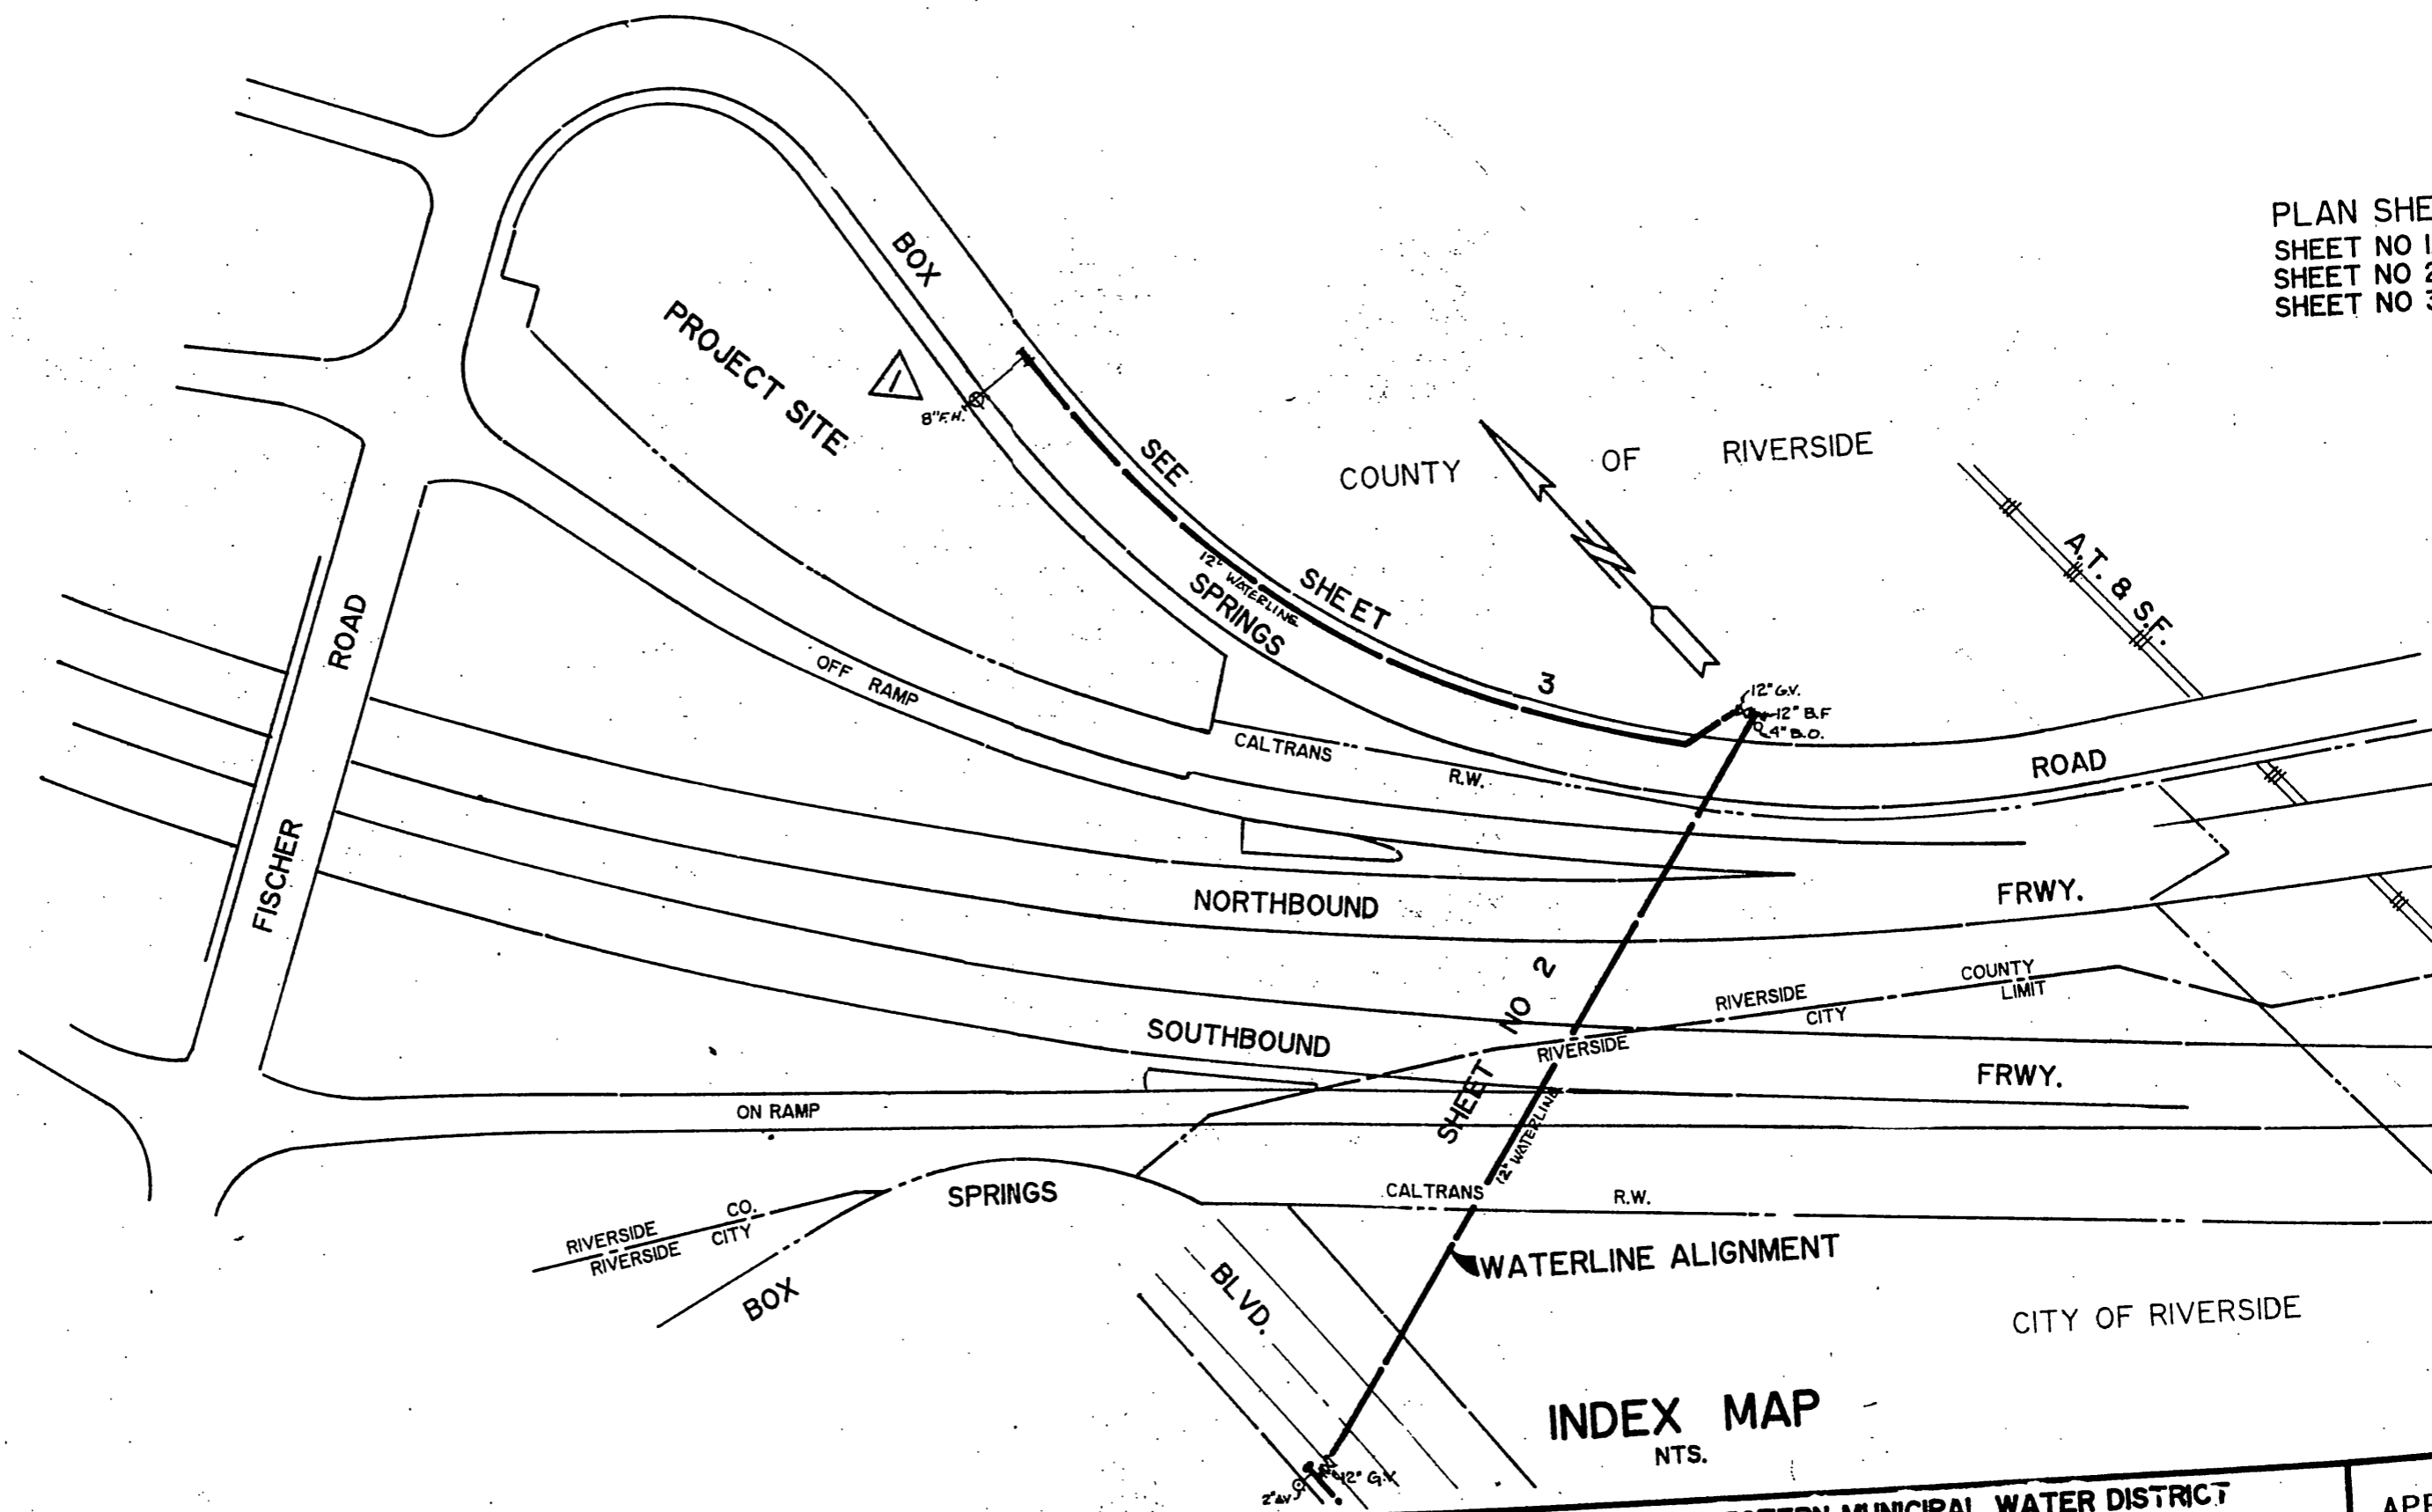 PLAN SHE
SHEET NO 1
SHEET NO 2
SHEET NO 3
BOX
PROJECT SITE
1
8" F.H.
SEE
COUNTY OF RIVERSIDE
N
A.T. & S.F.
12" WATERLINE
SPRINGS
SHEET
3
ROAD
OFF RAMP
12" G.V.
12" B.F
4" B.O.
CALTRANS
R.W.
ROAD
FISCHER
NORTHBOUND
FRWY.
NO 2
SHEET
RIVERSIDE COUNTY
CITY LIMIT
RIVERSIDE
SOUTHBOUND
FRWY.
12" WATERLINE
ON RAMP
CALTRANS
R.W.
SPRINGS
RIVERSIDE CO.
RIVERSIDE CITY
BOX
BLVD.
WATERLINE ALIGNMENT
CITY OF RIVERSIDE
INDEX MAP
NTS.
12" G.V.
2" AV
MUNICIPAL WATER DISTRICT